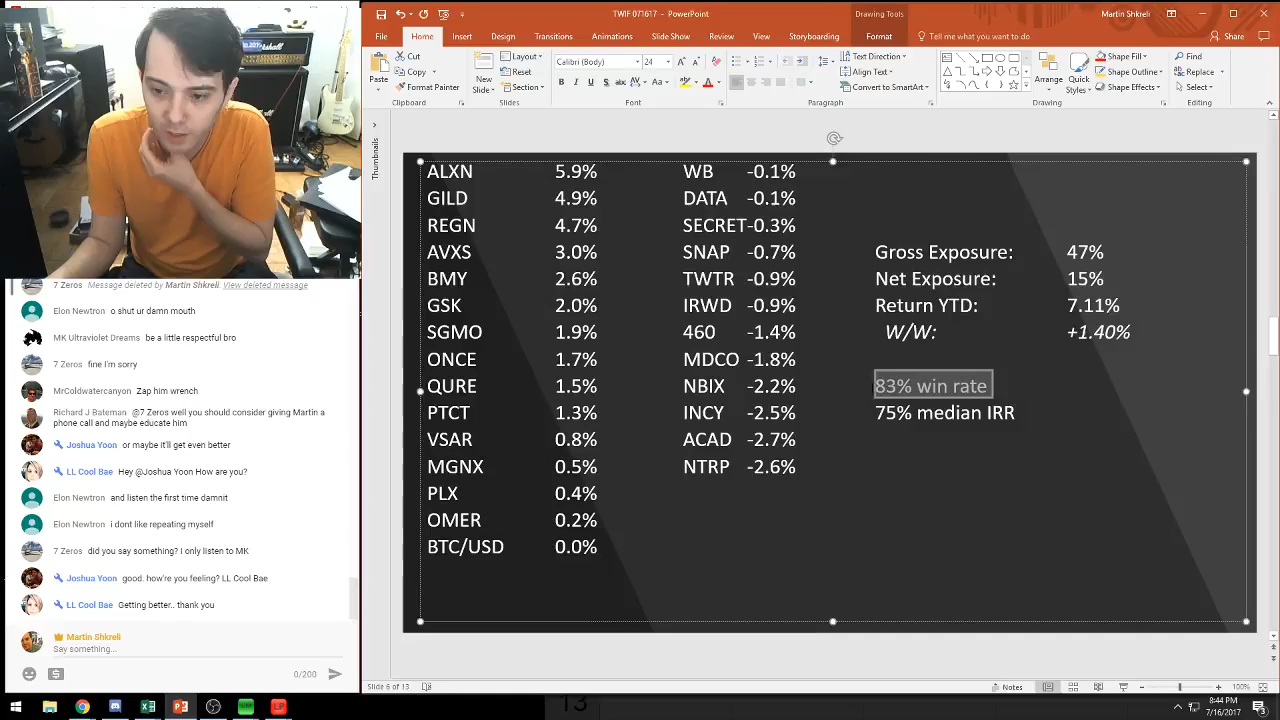 TWIF 071617 - PowerPoint
Drawing Tools
Martin Shkreli
File
Home
Insert
Design
Transitions
Animations
Slide Show
Review
View
Storyboarding
Format
Tell me what you want to do
Share
Paste
Cut
Copy
Format Painter
Clipboard
New
Slide
Layout
Reset
Section
Slides
Calibri (Body)
24
Font
Text Direction
Align Text
Convert to SmartArt
Paragraph
Arrange
Quick
Styles
Shape Fill
Shape Outline
Shape Effects
Drawing
Find
Replace
Select
Editing
Marshall
Thumbnails
ALXN 5.9% WB -0.1%
GILD 4.9% DATA -0.1%
REGN 4.7% SECRET-0.3%
AVXS 3.0% SNAP -0.7% Gross Exposure: 47%
BMY 2.6% TWTR -0.9% Net Exposure: 15%
GSK 2.0% IRWD -0.9% Return YTD: 7.11%
SGMO 1.9% 460 -1.4% W/W: +1.40%
ONCE 1.7% MDCO -1.8%
QURE 1.5% NBIX -2.2% 83% win rate
PTCT 1.3% INCY -2.5% 75% median IRR
VSAR 0.8% ACAD -2.7%
MGNX 0.5% NTRP -2.6%
PLX 0.4%
OMER 0.2%
BTC/USD 0.0%
7 Zeros Message deleted by Martin Shkreli. View deleted message
Elon Newton o shut ur damn mouth
MK Ultraviolet Dreams be a little respectful bro
7 Zeros fine I'm sorry
MrColdwatercanyon Zap him wrench
Richard J Bateman @7 Zeros well you should consider giving Martin a
phone call and maybe educate him
Joshua Yoon or maybe it'll get even better
LL Cool Bae Hey @Joshua Yoon How are you?
Elon Newton and listen the first time damnit
Elon Newton i dont like repeating myself
7 Zeros did you say something? I only listen to MK
Joshua Yoon good. how're you feeling? LL Cool Bae
LL Cool Bae Getting better.. thank you
Martin Shkreli
Say something...
0/200
Slide 6 of 13
Notes
100%
13
8:44 PM
7/16/2017